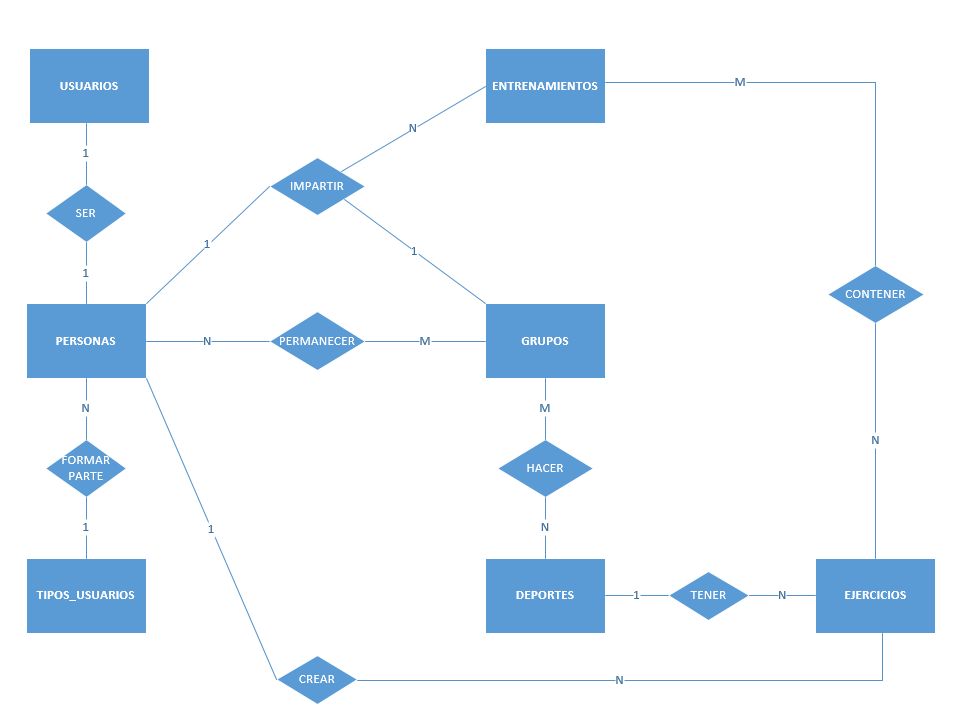 USUARIOS
ENTRENAMIENTOS
M
N
1
IMPARTIR
SER
1
1
1
CONTENER
PERSONAS
N
PERMANECER
M
GRUPOS
N
M
N
FORMAR
PARTE
HACER
1
1
N
TIPOS_USUARIOS
DEPORTES
1
TENER
N
EJERCICIOS
CREAR
N